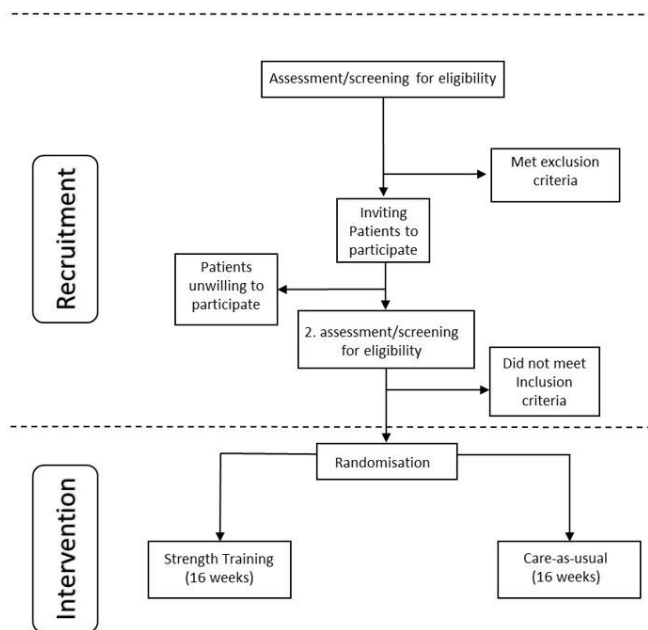 Recruitment
Assessment/screening for eligibility
Met exclusion
criteria
Inviting
Patients to
participate
Patients
unwilling to
participate
2. assessment/screening
for eligibility
Did not meet
Inclusion
criteria
Intervention
Randomisation
Strength Training
(16 weeks)
Care-as-usual
(16 weeks)